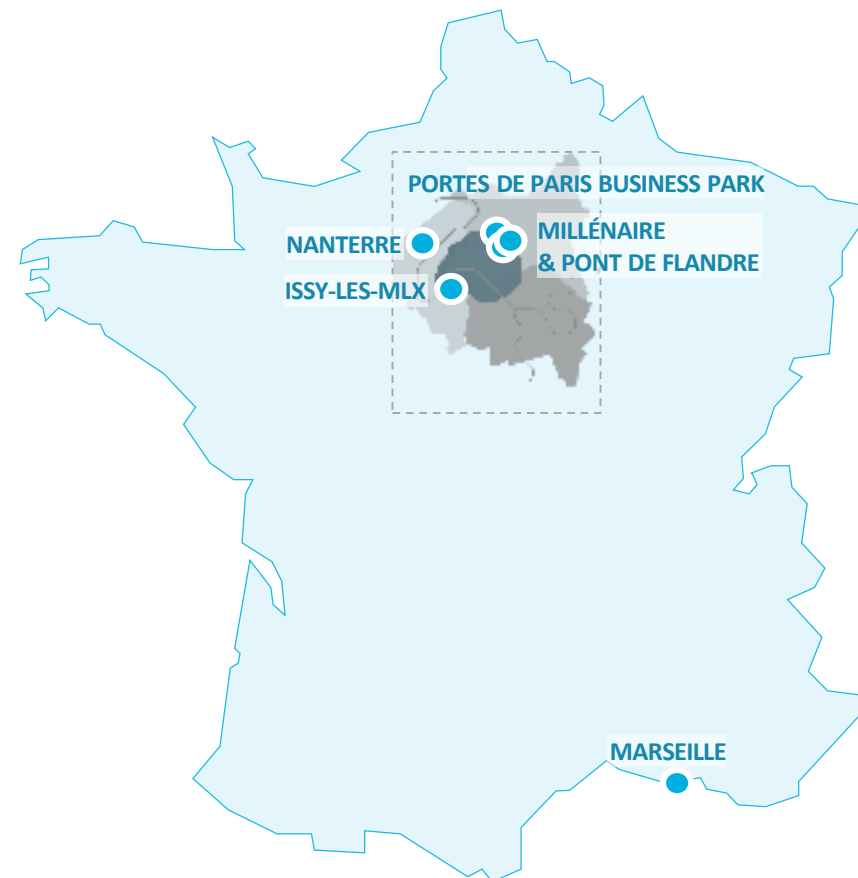 PORTES DE PARIS BUSINESS PARK
NANTERRE
MILLÉNAIRE
& PONT DE FLANDRE
ISSY-LES-MLX
MARSEILLE